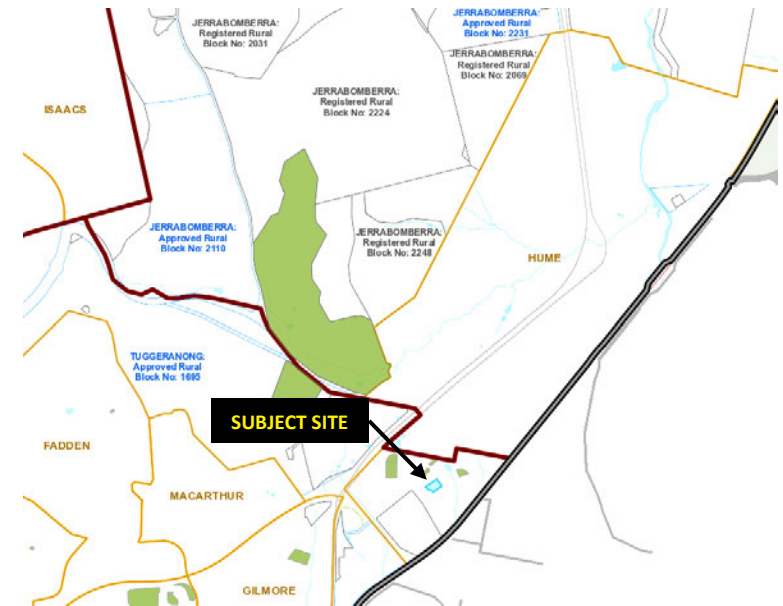 JERRABOMBERRA:
Registered Rural
Block No: 2031
JERRABOMBERRA:
Approved Rural
Block No: 2231
JERRABOMBERRA:
Registered Rural
Block No: 2069
ISAACS
JERRABOMBERRA:
Registered Rural
Block No: 2224
JERRABOMBERRA:
Approved Rural
Block No: 2110
JERRABOMBERRA:
Registered Rural
Block No: 2248
HUME
TUGGERANONG:
Approved Rural
Block No: 1695
SUBJECT SITE
FADDEN
MACARTHUR
GILMORE